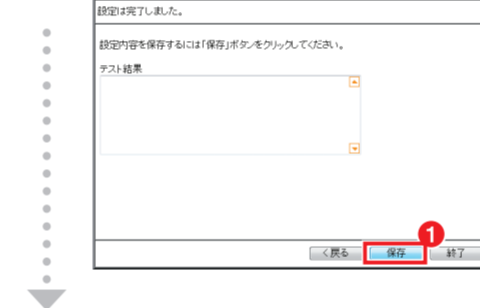 設定は完了しました。
設定内容を保存するには「保存」ボタンをクリックしてください。
テスト結果
1
<戻る 保存 終了